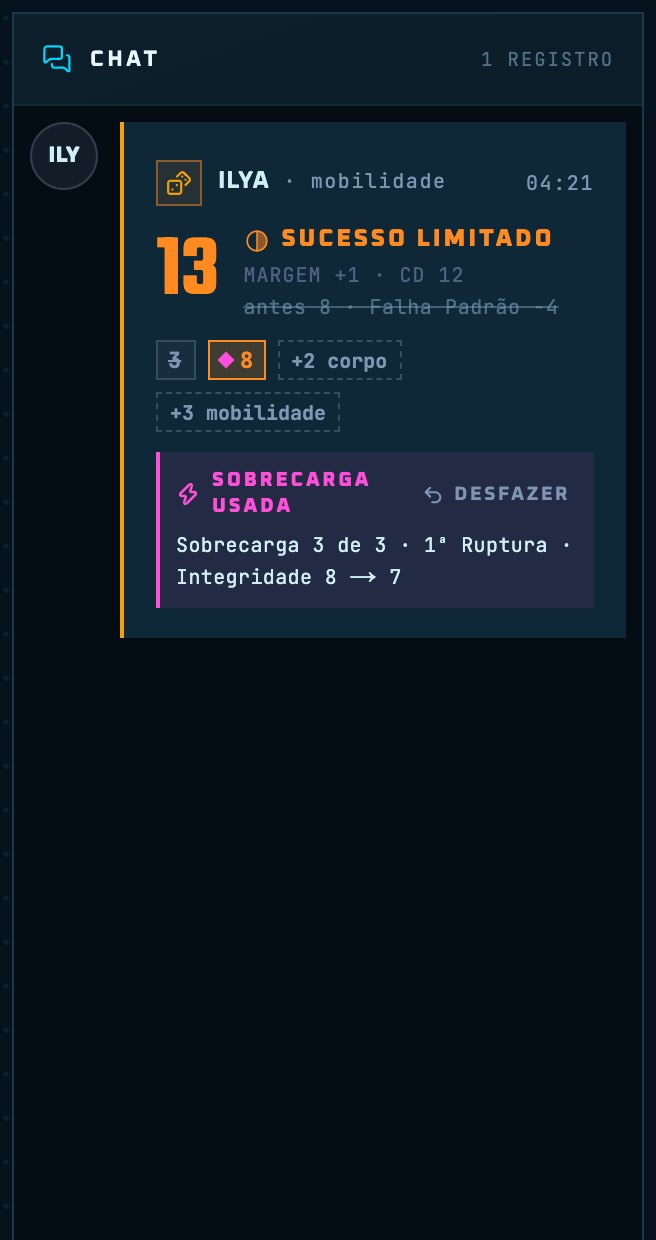 CHAT
1 REGISTRO
ILY
ILYA · mobilidade
04:21
13
SUCESSO LIMITADO
MARGEM +1 · CD 12
antes 8 · Falha Padrão -4
3
8
+2 corpo
+3 mobilidade
SOBRECARGA
USADA
DESFAZER
Sobrecarga 3 de 3 · 1ª Ruptura ·
Integridade 8 → 7